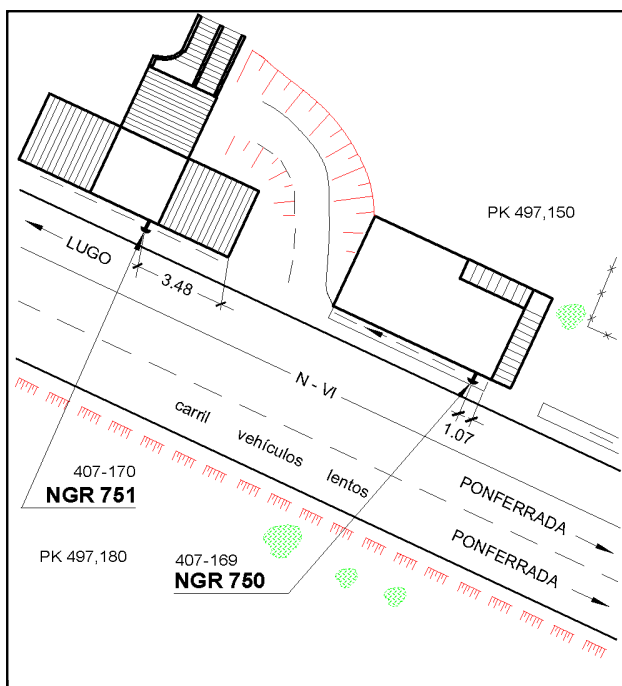 PK 497,150
LUGO
3.48
N - VI
1.07
carril vehículos lentos
PONFERRADA
PONFERRADA
407-170
NGR 751
PK 497,180
407-169
NGR 750